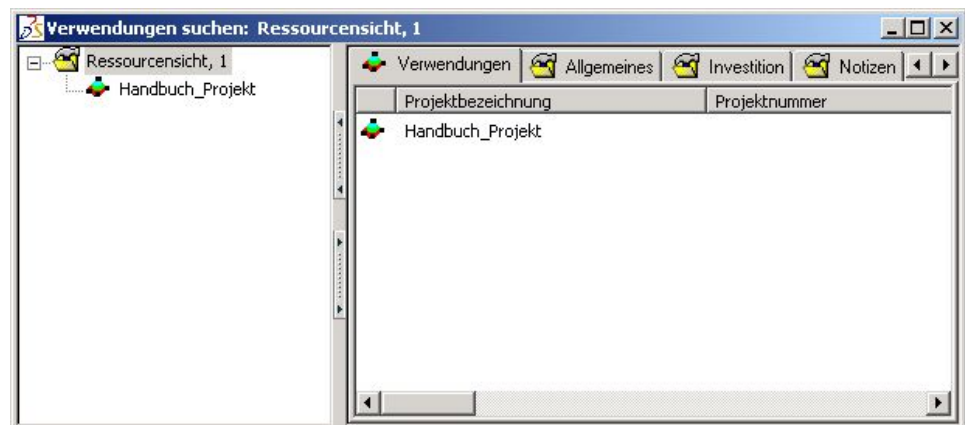 Verwendungen suchen: Ressourcensicht, 1
Ressourcensicht, 1
Handbuch_Projekt
Verwendungen Allgemeines Investition Notizen
Projektbezeichnung Projektnummer
Handbuch_Projekt